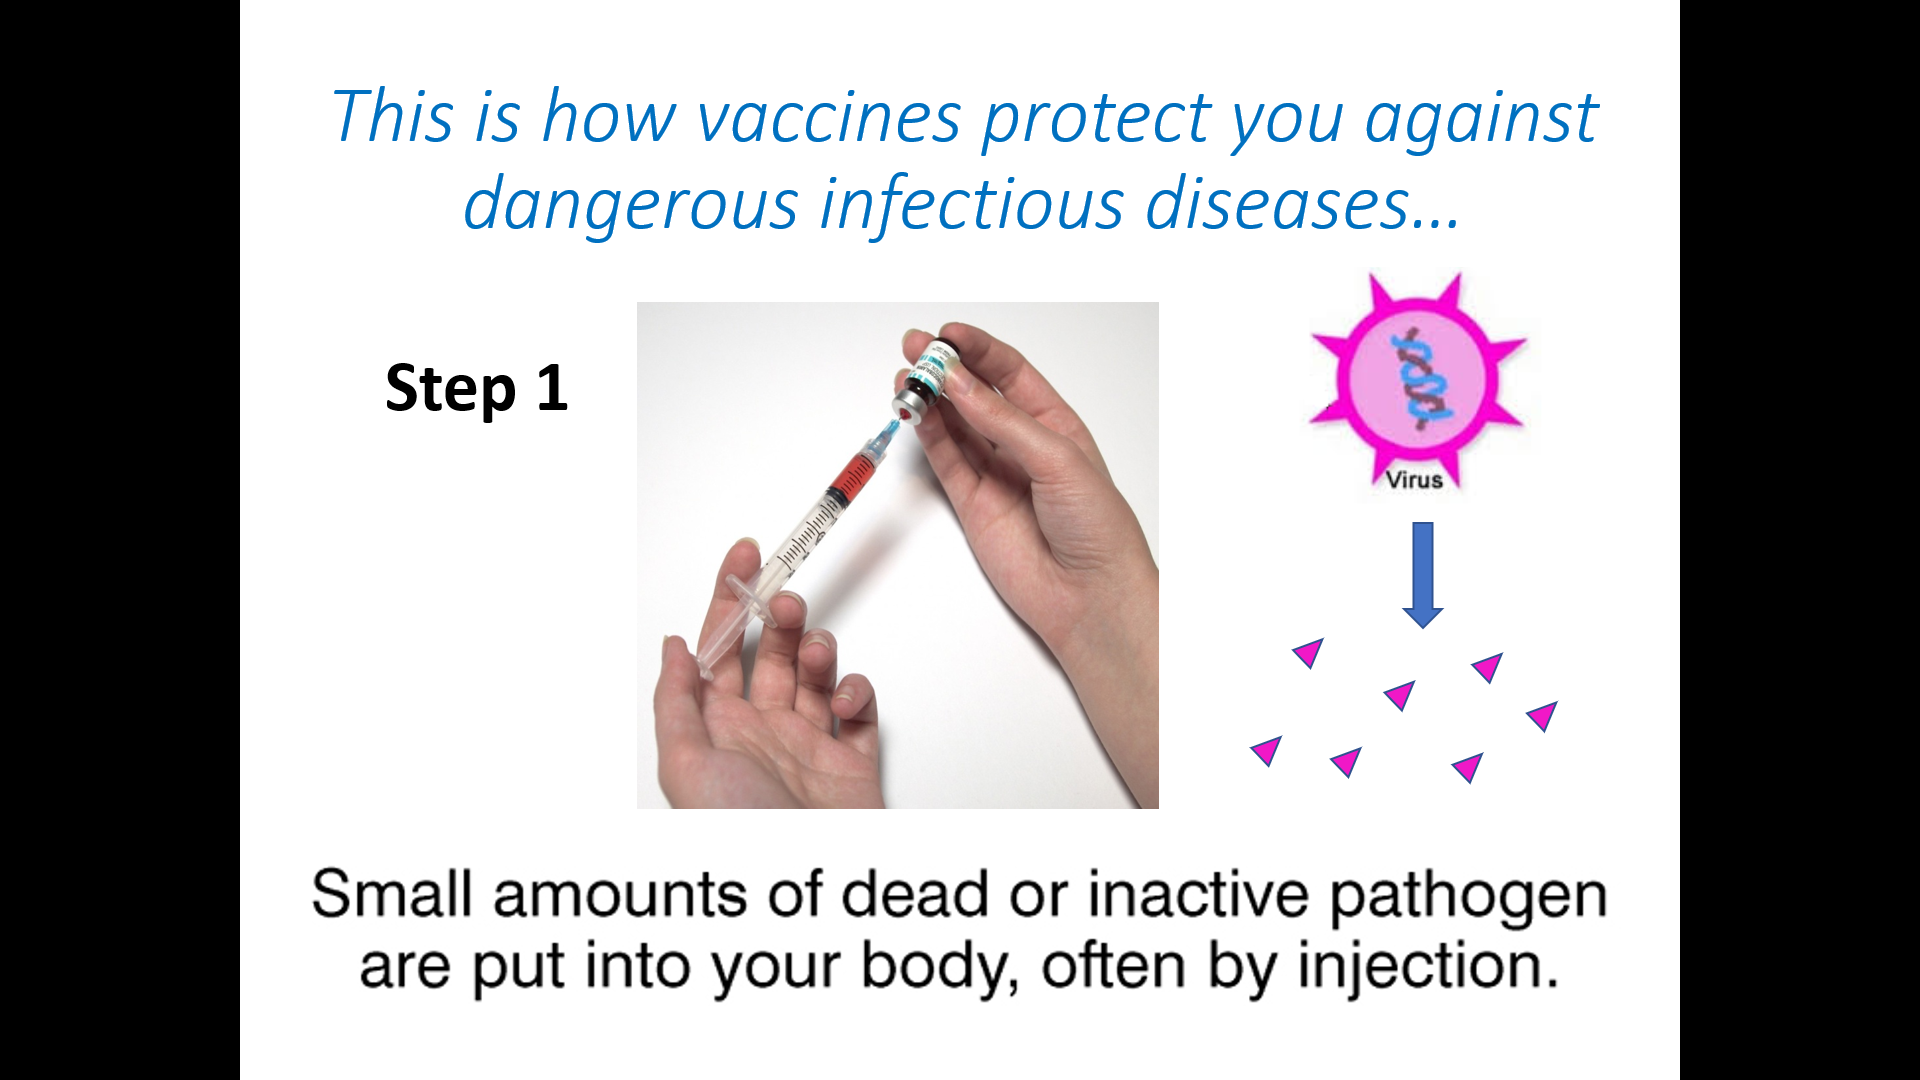 This is how vaccines protect you against
dangerous infectious diseases...
Step 1
Virus
Small amounts of dead or inactive pathogen
are put into your body, often by injection.